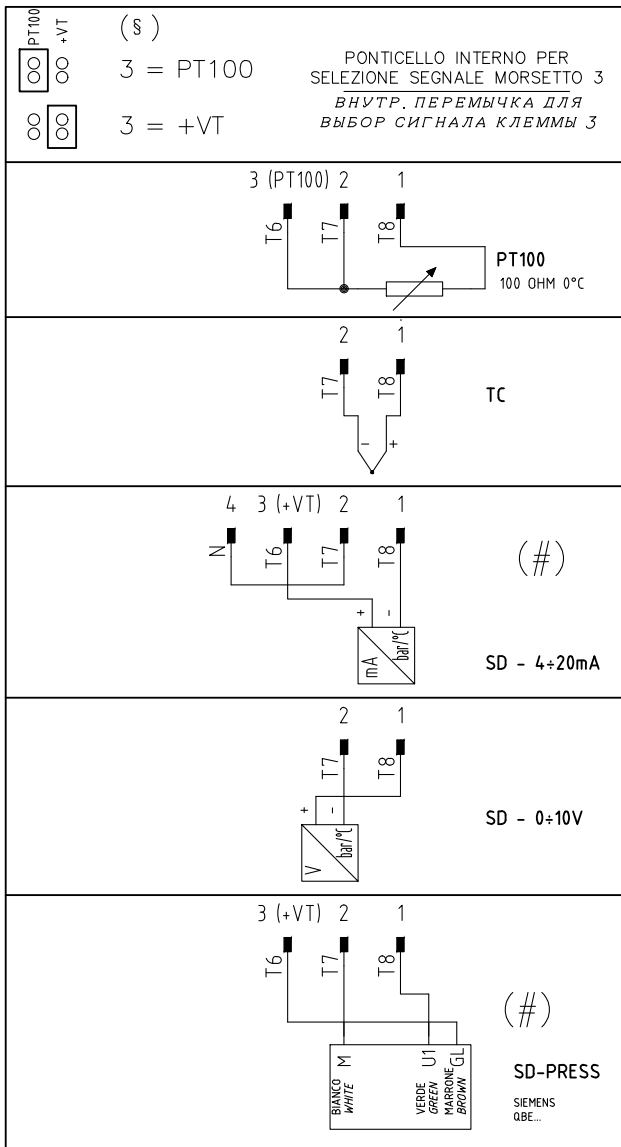 PT100
+VT
(§)
3 = PT100
3 = +VT
PONTICELLO INTERNO PER
SELEZIONE SEGNALE MORSETTO 3
ВНУТР. ПЕРЕМЫЧКА ДЛЯ
ВЫБОР СИГНАЛА КЛЕММЫ 3
3 (PT100) 2 1
T6 T7 T8
PT100
100 OHM 0°C
2 1
T7 T8
TC
- +
4 3 (+VT) 2 1
N T6 T7 T8
(#)
+ -
mA bar/°C
SD - 4÷20mA
2 1
T7 T8
+ -
V bar/°C
SD - 0÷10V
3 (+VT) 2 1
T6 T7 T8
(#)
M U1 GL
BIANCO
WHITE
VERDE
GREEN
MARRONE
BROWN
SD-PRESS
SIEMENS
QBE...